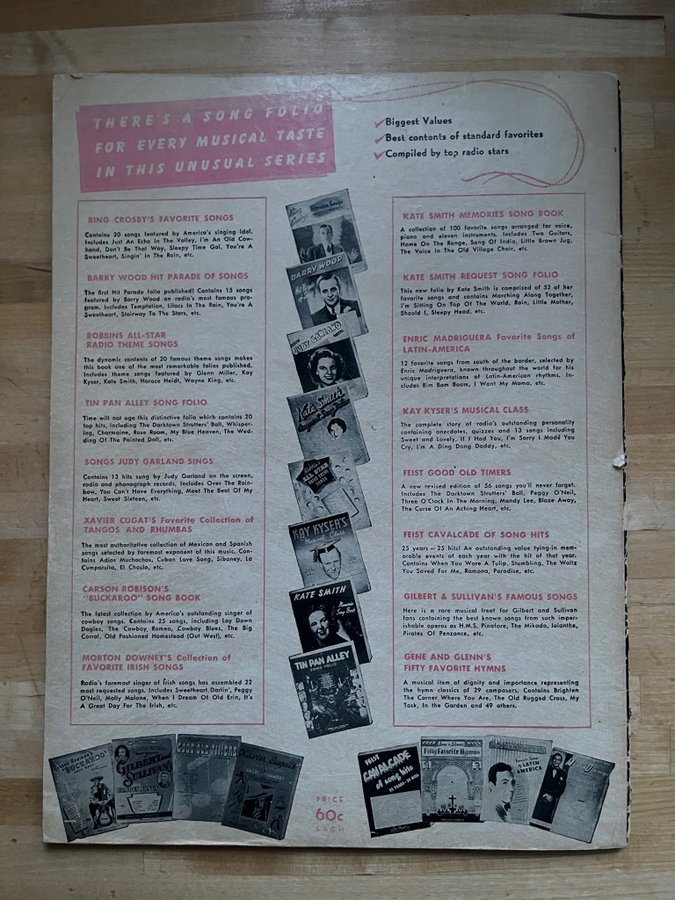 THERE'S A SONG FOLIO
FOR EVERY MUSICAL TASTE
IN THIS UNUSUAL SERIES
Biggest Values
Best contents of standard favorites
Compiled by top radio stars
BING CROSBY'S FAVORITE SONGS
Contains 20 songs featured by America's singing idol.
Includes Just An Echo In The Valley, I'm An Old Cow-
hand, Don't Be That Way, Sleepy Time Gal, You're A
Sweetheart, Singin' In The Rain, etc.
BARRY WOOD HIT PARADE OF SONGS
The first Hit Parade folio published! Contains 15 songs
featured by Barry Wood on radio's most famous pro-
gram. Includes Temptation, Lilacs In The Rain, You're A
Sweetheart, Stairway To The Stars, etc.
ROBBINS ALL-STAR
RADIO THEME SONGS
The dynamic contents of 20 famous theme songs makes
this book one of the most remarkable folios published.
Includes theme songs featured by Glenn Miller, Kay
Kyser, Kate Smith, Horace Heidt, Wayne King, etc.
TIN PAN ALLEY SONG FOLIO
Time will not age this distinctive folio which contains 20
top hits, including The Darktown Strutters' Ball, Whisper-
ing, Charmaine, Rose Room, My Blue Heaven, The Wed-
ding Of The Painted Doll, etc.
SONGS JUDY GARLAND SINGS
Contains 13 hits sung by Judy Garland on the screen,
radio and phonograph records. Includes Over The Rain-
bow, You Can't Have Everything, Meet The Beat Of My
Heart, Sweet Sixteen, etc.
XAVIER CUGAT'S Favorite Collection of
TANGOS AND RHUMBAS
The most authoritative collection of Mexican and Spanish
songs selected by foremost exponent of this music. Con-
tains Adios Muchachos, Cuban Love Song, Siboney, La
Cumparsita, El Choclo, etc.
CARSON ROBISON'S
"BUCKAROO" SONG BOOK
The latest collection by America's outstanding singer of
cowboy songs. Contains 25 songs, including Lay Down
Dogies, The Cowboy Romeo, Cowboy Blues, The Big
Corral, Old Fashioned Homestead (Out West), etc.
MORTON DOWNEY'S Collection of
FAVORITE IRISH SONGS
Radio's foremost singer of Irish songs has assembled 22
most requested songs. Includes Sweetheart Darlin', Peggy
O'Neil, Molly Malone, When I Dream Of Old Erin, It's
A Great Day For The Irish, etc.
BARRY WOOD
JUDY GARLAND
Kate Smith
KAY KYSER'S
KATE SMITH
Memories
Song Book
TIN PAN ALLEY
SONG FOLIO
KATE SMITH MEMORIES SONG BOOK
A collection of 100 favorite songs arranged for voice,
piano and eleven instruments. Includes Two Guitars,
Home On The Range, Song Of India, Little Brown Jug,
The Voice In The Old Village Choir, etc.
KATE SMITH REQUEST SONG FOLIO
This new folio by Kate Smith is comprised of 52 of her
favorite songs and contains Marching Along Together,
I'm Sitting On Top Of The World, Rain, Little Mother,
Should I, Sleepy Head, etc.
ENRIC MADRIGUERA Favorite Songs of
LATIN-AMERICA
12 favorite songs from south of the border, selected by
Enric Madriguera, known throughout the world for his
unique interpretations of Latin-American rhythms. In-
cludes Bim Bam Boom, I Want My Mama, etc.
KAY KYSER'S MUSICAL CLASS
The complete story of radio's outstanding personality
containing anecdotes, quizzes and 13 songs including
Sweet and Lovely, If I Had You, I'm Sorry I Made You
Cry, I'm A Ding Dong Daddy, etc.
FEIST GOOD OLD TIMERS
A new revised edition of 56 songs you'll never forget.
Includes The Darktown Strutters' Ball, Peggy O'Neil,
Three O'Clock In The Morning, Mandy Lee, Blaze Away,
The Curse Of An Aching Heart, etc.
FEIST CAVALCADE OF SONG HITS
25 years — 25 hits! An outstanding value tying-in mem-
orable events of each year with the hit of that year.
Contains When You Wore A Tulip, Stumbling, The Waltz
You Saved For Me, Ramona, Paradise, etc.
GILBERT & SULLIVAN'S FAMOUS SONGS
Here is a rare musical treat for Gilbert and Sullivan
fans containing the best known songs from such imper-
ishable operas as H.M.S. Pinafore, The Mikado, Iolanthe,
Pirates Of Penzance, etc.
GENE AND GLENN'S
FIFTY FAVORITE HYMNS
A musical item of dignity and importance representing
the hymn classics of 29 composers. Contains Brighten
The Corner Where You Are, The Old Rugged Cross, My
Task, In the Garden and 49 others.
BUCKAROO
GILBERT
SULLIVAN
GOOD OLD TIMERS
Xavier Cugat's
PRICE
60c
EACH
FEIST
CAVALCADE
of song hits
Fifty Favorite Hymns
LATIN
AMERICA